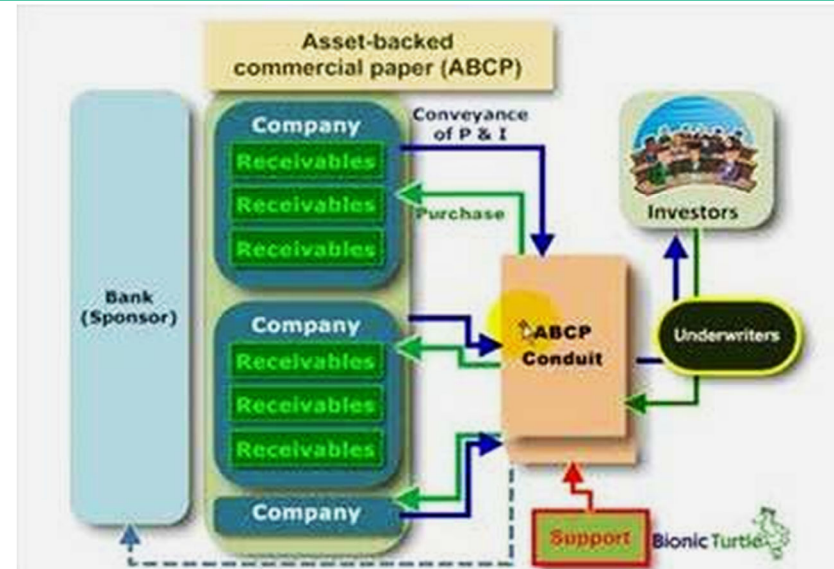 Asset-backed
commercial paper (ABCP)
Bank
(Sponsor)
Company
Receivables
Receivables
Receivables
Company
Receivables
Receivables
Receivables
Company
Conveyance
of P & I
Purchase
ABCP
Conduit
Investors
Underwriters
Support
Bionic Turtle